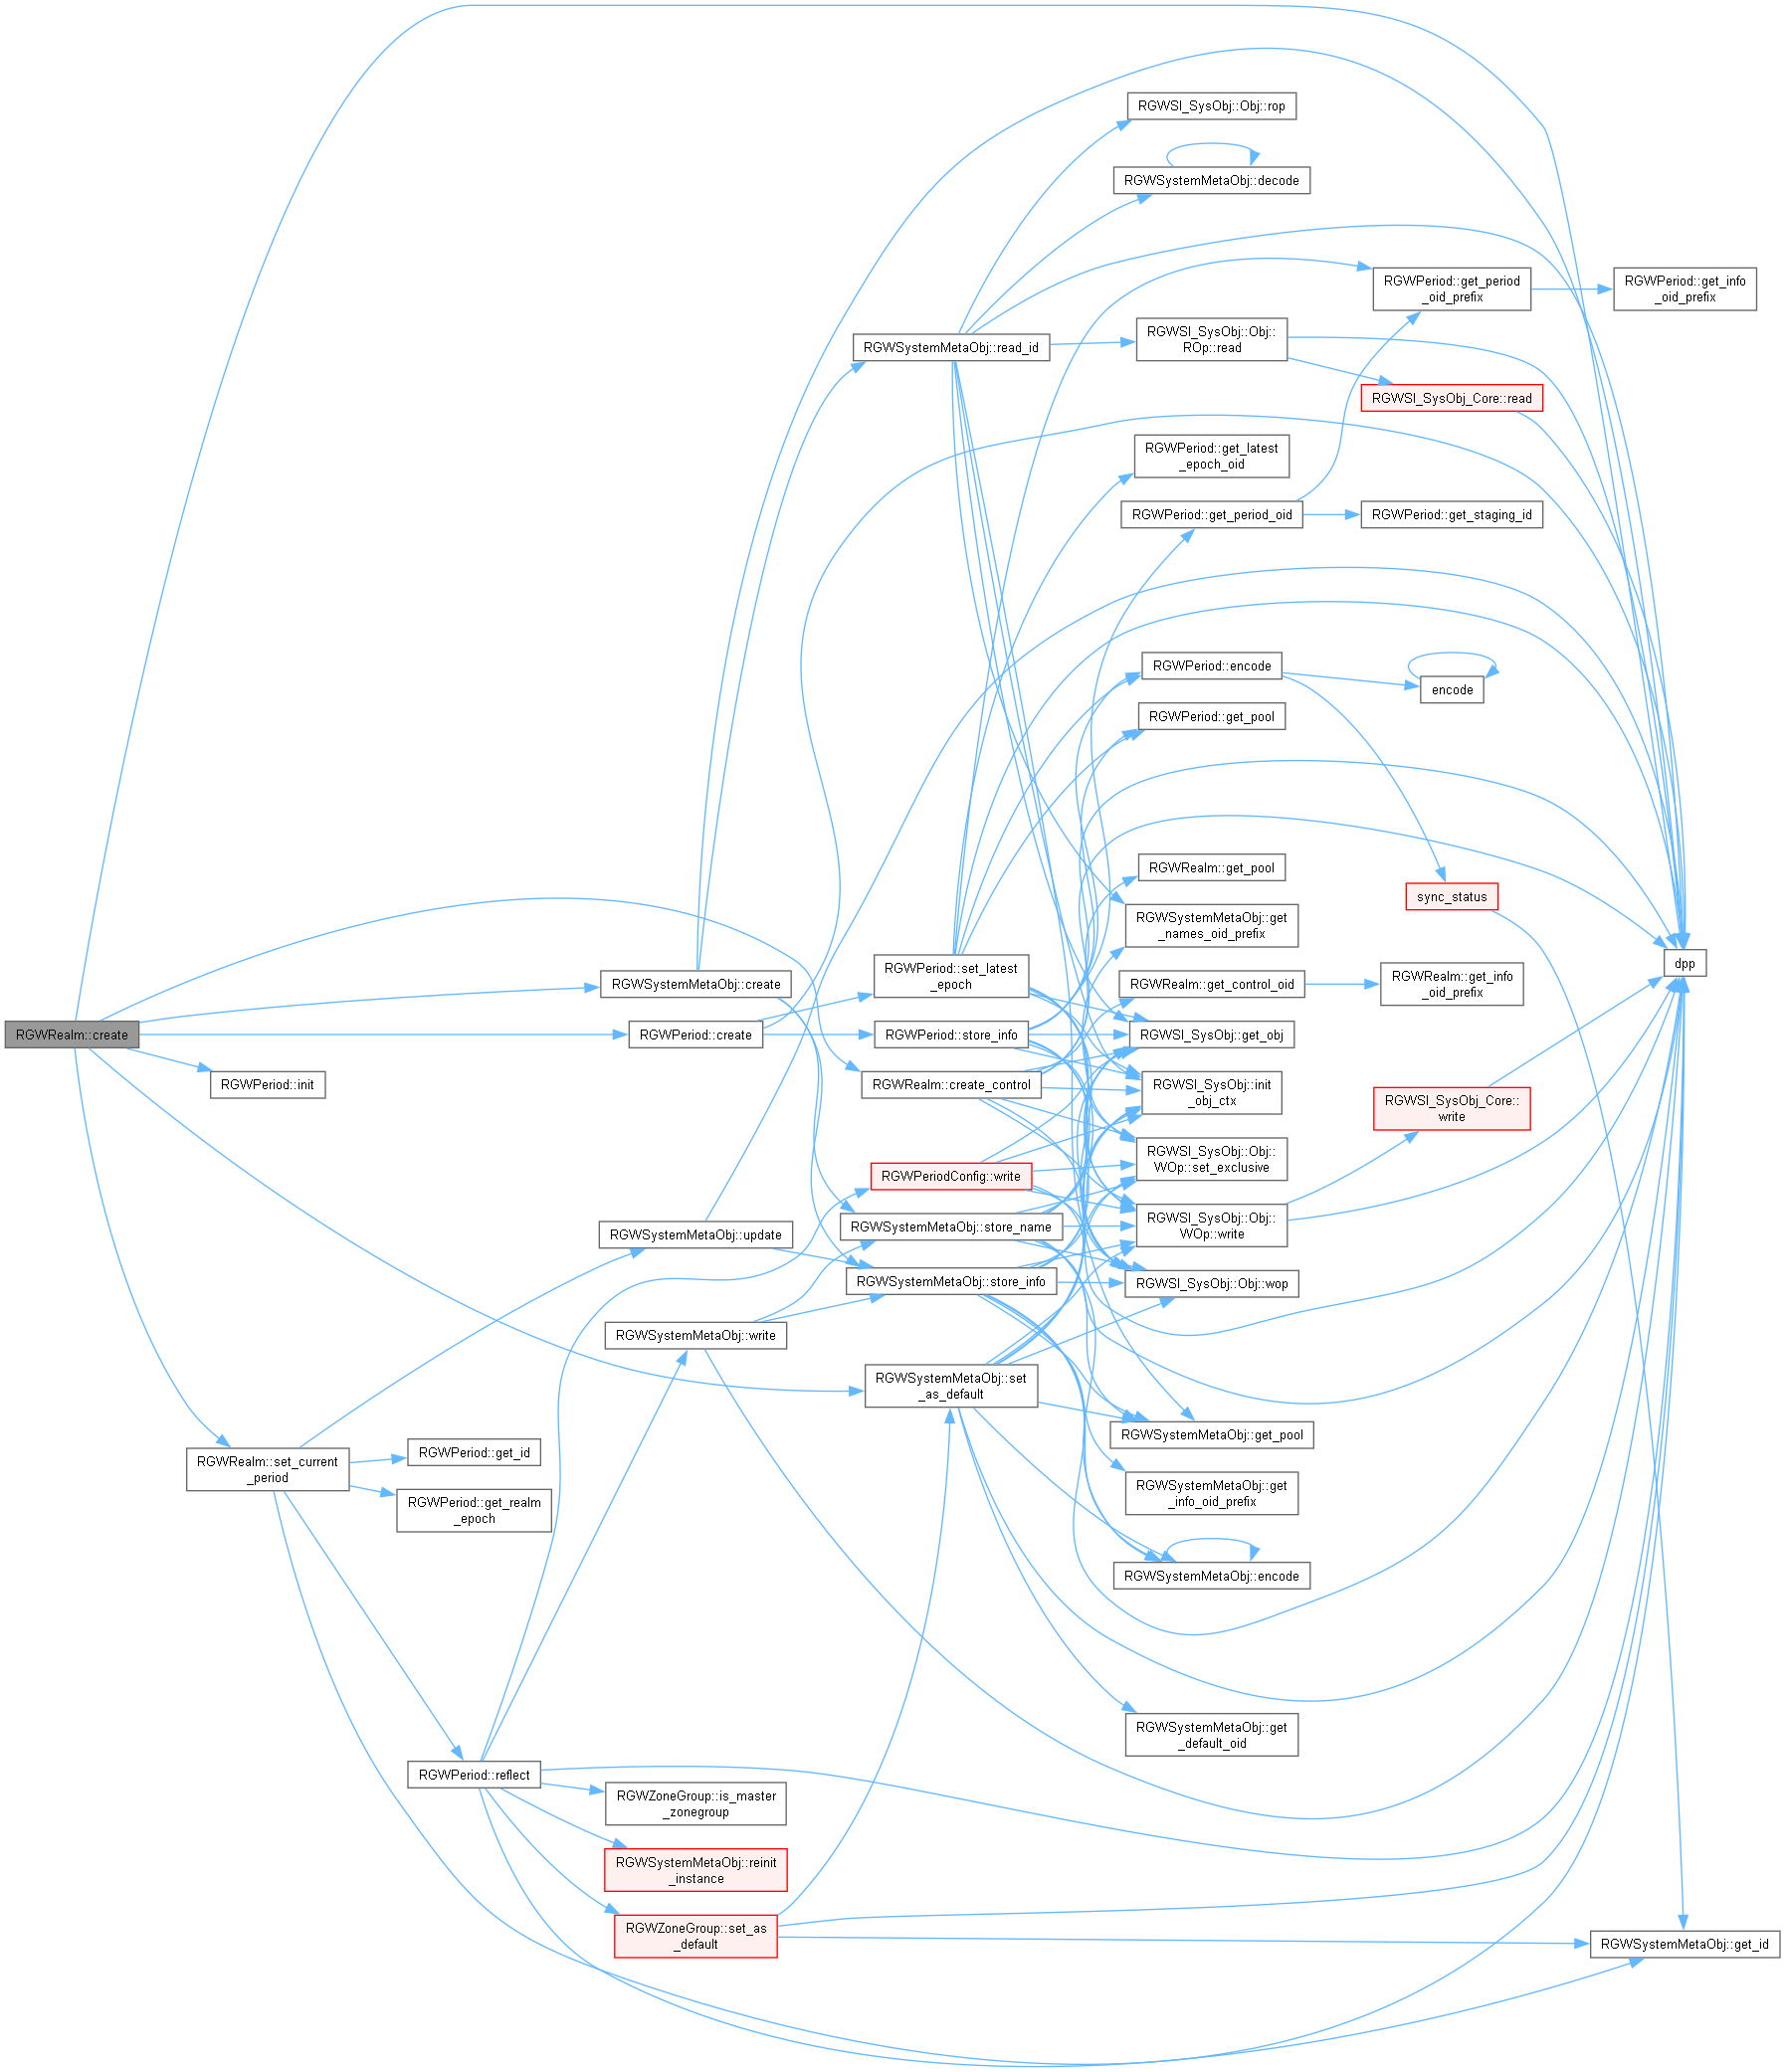 RGWSI_SysObj::Obj::rop
RGWSystemMetaObj::decode
RGWPeriod::get_period
_oid_prefix
RGWPeriod::get_info
_oid_prefix
RGWSystemMetaObj::read_id
RGWSI_SysObj::Obj::
ROp::read
RGWSI_SysObj_Core::read
RGWPeriod::get_latest
_epoch_oid
RGWPeriod::get_period_oid
RGWPeriod::get_staging_id
RGWPeriod::encode
encode
RGWPeriod::get_pool
RGWRealm::get_pool
sync_status
RGWSystemMetaObj::get
_names_oid_prefix
dpp
RGWSystemMetaObj::create
RGWPeriod::set_latest
_epoch
RGWRealm::get_control_oid
RGWRealm::get_info
_oid_prefix
RGWRealm::create
RGWPeriod::create
RGWPeriod::store_info
RGWSI_SysObj::get_obj
RGWPeriod::init
RGWRealm::create_control
RGWSI_SysObj::init
_obj_ctx
RGWSI_SysObj_Core::
write
RGWPeriodConfig::write
RGWSI_SysObj::Obj::
WOp::set_exclusive
RGWSystemMetaObj::update
RGWSystemMetaObj::store_name
RGWSI_SysObj::Obj::
WOp::write
RGWSystemMetaObj::store_info
RGWSI_SysObj::Obj::wop
RGWSystemMetaObj::write
RGWSystemMetaObj::set
_as_default
RGWSystemMetaObj::get_pool
RGWRealm::set_current
_period
RGWPeriod::get_id
RGWPeriod::get_realm
_epoch
RGWSystemMetaObj::get
_info_oid_prefix
RGWSystemMetaObj::encode
RGWSystemMetaObj::get
_default_oid
RGWPeriod::reflect
RGWZoneGroup::is_master
_zonegroup
RGWSystemMetaObj::reinit
_instance
RGWZoneGroup::set_as
_default
RGWSystemMetaObj::get_id